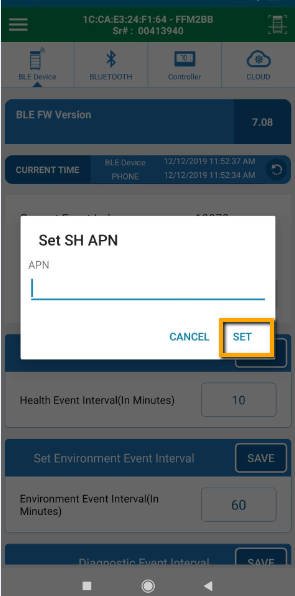 1C:CA:E3:24:F1:64 - FFM2BB
Sr# : 00413940
BLE Device
BLUETOOTH
Controller
CLOUD
BLE FW Version
7.08
CURRENT TIME
BLE Device
12/12/2019 11:52:37 AM
PHONE
12/12/2019 11:52:34 AM
Set SH APN
APN
CANCEL
SET
Health Event Interval(In Minutes)
10
Set Environment Event Interval
SAVE
Environment Event Interval(In
Minutes)
60
Diagnostic Event Interval
SAVE